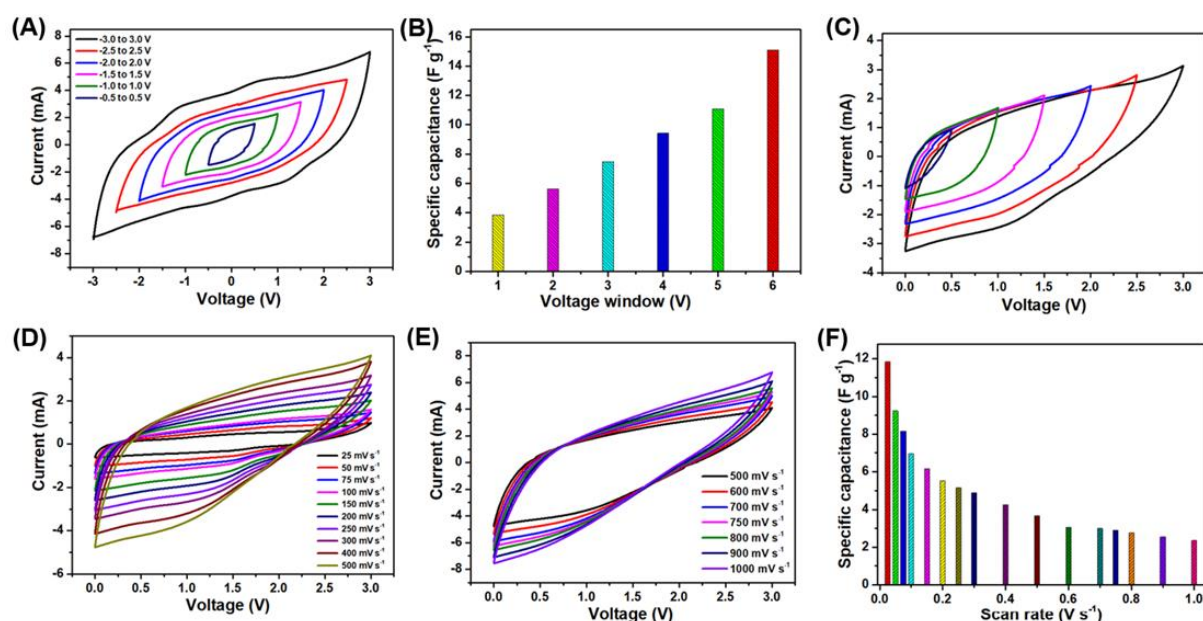 (A)
-3.0 to 3.0 V
-2.5 to 2.5 V
-2.0 to 2.0 V
-1.5 to 1.5 V
-1.0 to 1.0 V
-0.5 to 0.5 V
Current (mA)
8
6
4
2
0
-2
-4
-6
-8
-3 -2 -1 0 1 2 3
Voltage (V)
(B)
Specific capacitance (F g⁻¹)
16
14
12
10
8
6
4
2
0
1 2 3 4 5 6
Voltage window (V)
(C)
Current (mA)
4
3
2
1
0
-1
-2
-3
-4
0.0 0.5 1.0 1.5 2.0 2.5 3.0
Voltage (V)
(D)
Current (mA)
4
2
0
-2
-4
-6
25 mV s⁻¹
50 mV s⁻¹
75 mV s⁻¹
100 mV s⁻¹
150 mV s⁻¹
200 mV s⁻¹
250 mV s⁻¹
300 mV s⁻¹
400 mV s⁻¹
500 mV s⁻¹
0.0 0.5 1.0 1.5 2.0 2.5 3.0
Voltage (V)
(E)
Current (mA)
8
6
4
2
0
-2
-4
-6
-8
500 mV s⁻¹
600 mV s⁻¹
700 mV s⁻¹
750 mV s⁻¹
800 mV s⁻¹
900 mV s⁻¹
1000 mV s⁻¹
0.0 0.5 1.0 1.5 2.0 2.5 3.0
Voltage (V)
(F)
Specific capacitance (F g⁻¹)
12
10
8
6
4
2
0
0.0 0.2 0.4 0.6 0.8 1.0
Scan rate (V s⁻¹)